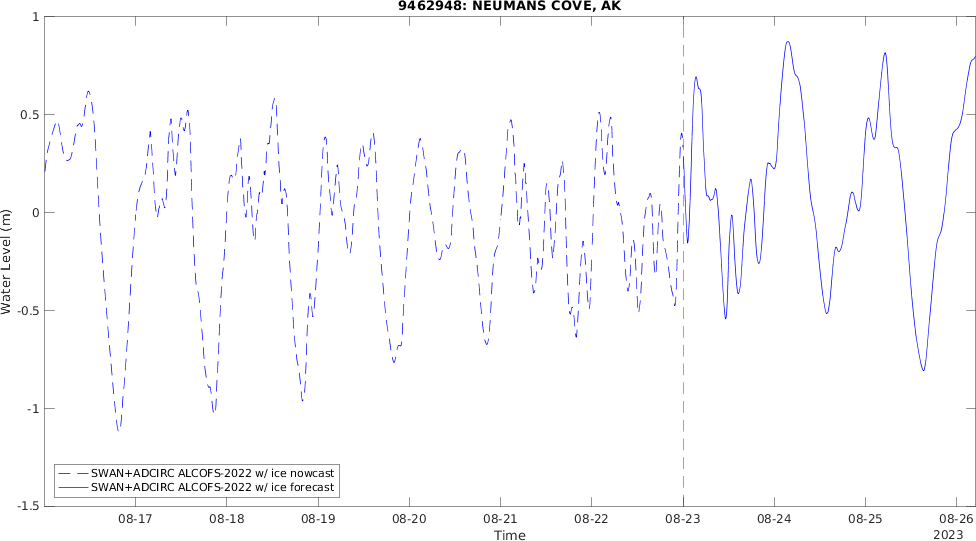 9462948: NEUMANS COVE, AK
Water Level (m)
1
0.5
0
-0.5
-1
-1.5
SWAN+ADCIRC ALCOFS-2022 w/ ice nowcast
SWAN+ADCIRC ALCOFS-2022 w/ ice forecast
08-17 08-18 08-19 08-20 08-21 08-22 08-23 08-24 08-25 08-26
2023
Time